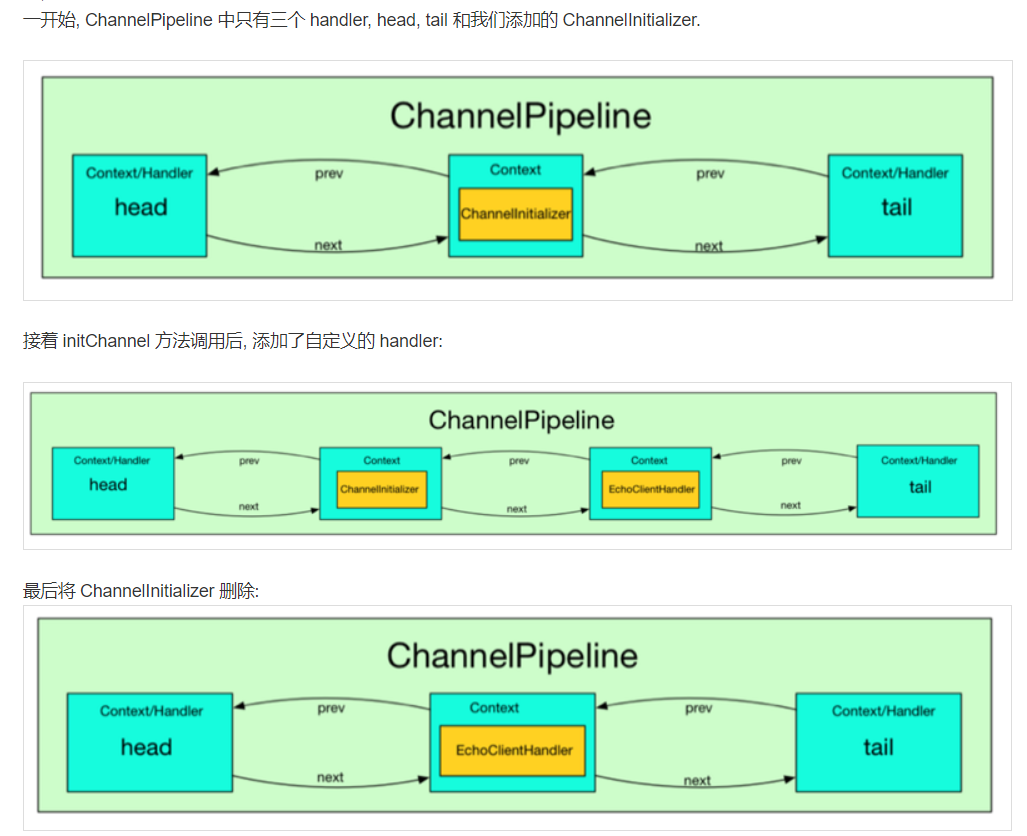 一开始, ChannelPipeline 中只有三个 handler, head, tail 和我们添加的 ChannelInitializer.
ChannelPipeline
Context/Handler
head
prev
next
Context
ChannelInitializer
prev
next
Context/Handler
tail
接着 initChannel 方法调用后, 添加了自定义的 handler:
ChannelPipeline
Context/Handler
head
prev
next
Context
ChannelInitializer
prev
next
Context
EchoClientHandler
prev
next
Context/Handler
tail
最后将 ChannelInitializer 删除:
ChannelPipeline
Context/Handler
head
prev
next
Context
EchoClientHandler
prev
next
Context/Handler
tail